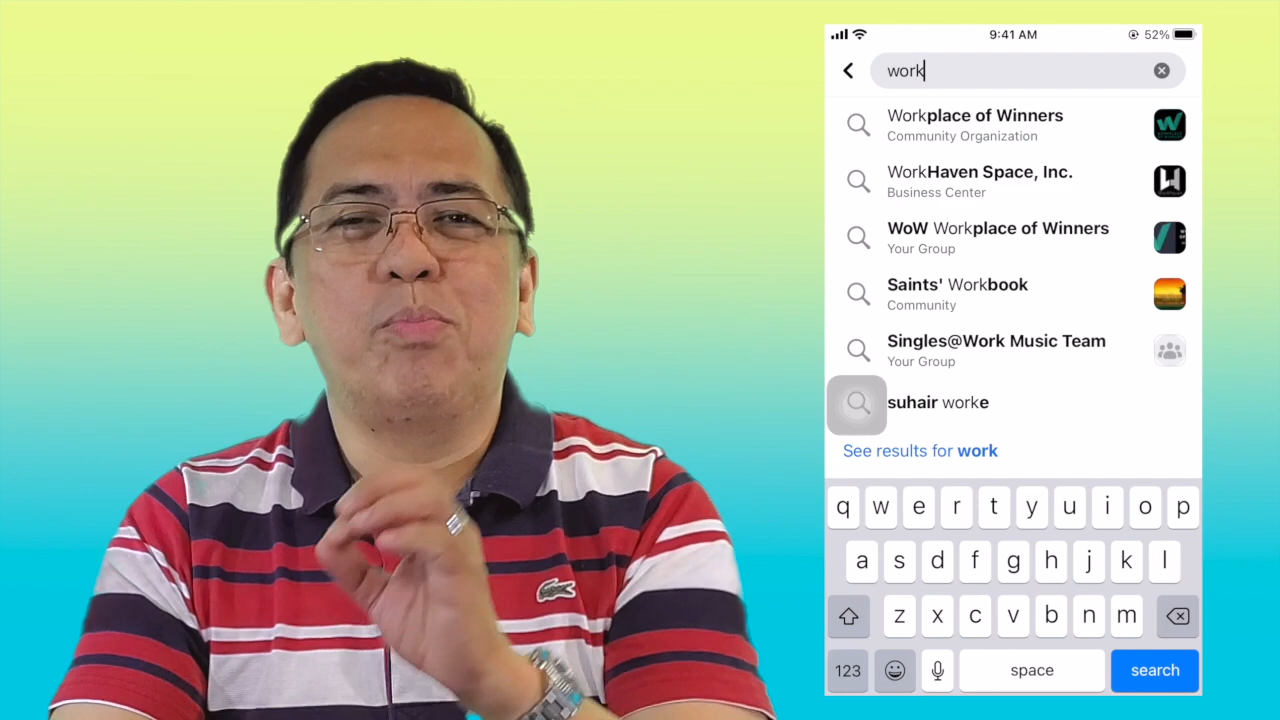 9:41 AM 52%
work
Workplace of Winners
Community Organization
WorkHaven Space, Inc.
Business Center
WoW Workplace of Winners
Your Group
Saints' Workbook
Community
Singles@Work Music Team
Your Group
suhair worke
See results for work
q w e r t y u i o p
a s d f g h j k l
z x c v b n m
123 space search